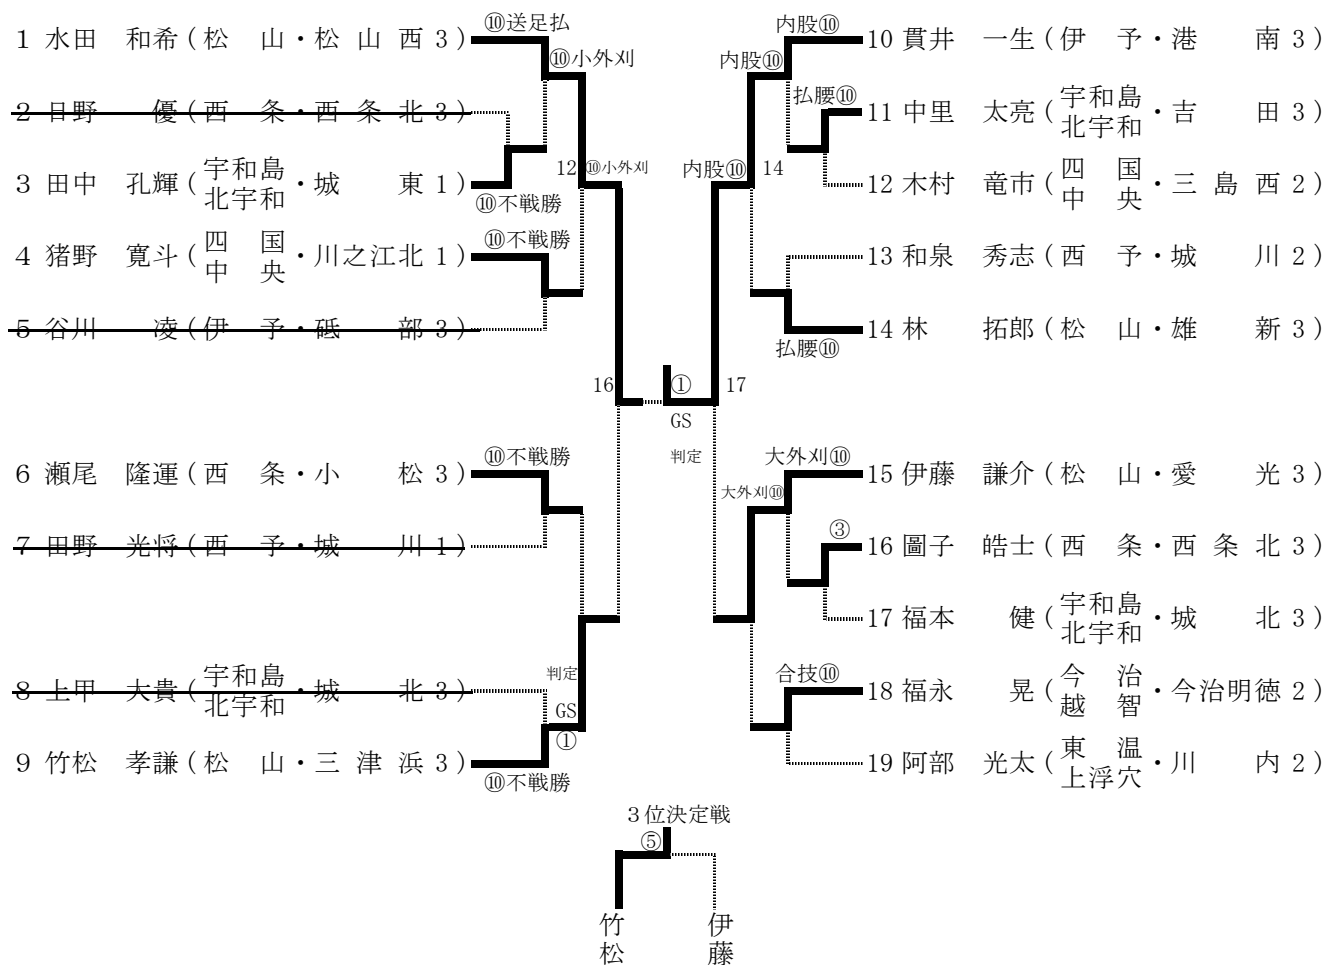 ⑩送足払
1 水田 和希(松 山・松山西3)
⑩小外刈
2 日野 優(西 条・西条北3)
3 田中 孔輝(宇和島北宇和・城 東1)
12 ⑩小外刈
⑩不戦勝
⑩不戦勝
4 猪野 寛斗(四国中央・川之江北1)
5 谷川 凌(伊 予・砥 部3)
16
6 瀬尾 隆運(西 条・小 松3)
⑩不戦勝
7 田野 光将(西 予・城 川1)
8 上甲 大貴(宇和島北宇和・城 北3)
判定
GS
①
9 竹松 孝謙(松 山・三津浜3)
⑩不戦勝
内股⑩
10 貫井 一生(伊 予・港 南3)
内股⑩
払腰⑩
11 中里 太亮(宇和島北宇和・吉 田3)
内股⑩ 14
12 木村 竜市(四国中央・三島西2)
13 和泉 秀志(西 予・城 川2)
14 林 拓郎(松 山・雄 新3)
払腰⑩
① 17
GS
判定
大外刈⑩
15 伊藤 謙介(松 山・愛 光3)
大外刈⑩
③
16 圖子 皓士(西 条・西条北3)
17 福本 健(宇和島北宇和・城 北3)
合技⑩
18 福永 晃(今治越智・今治明徳2)
19 阿部 光太(東温上浮穴・川 内2)
3位決定戦
⑤
竹松
伊藤